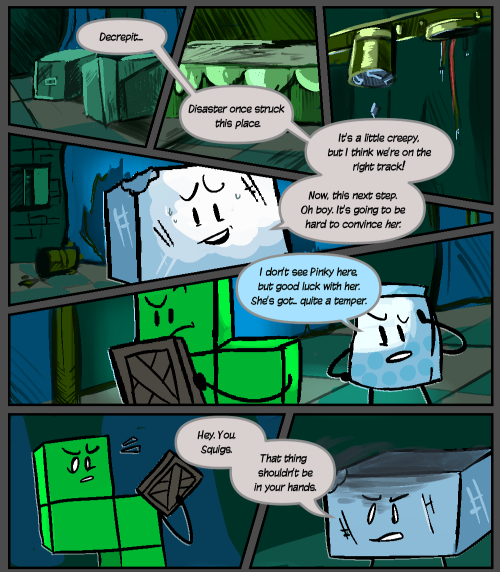 Decrepit...
Disaster once struck
this place.
It's a little creepy,
but I think we're on the
right track!
Now, this next step.
Oh boy. It's going to be
hard to convince her.
I don't see Pinky here,
but good luck with her.
She's got... quite a temper.
Hey. You.
Squigs.
That thing
shouldn't be
in your hands.